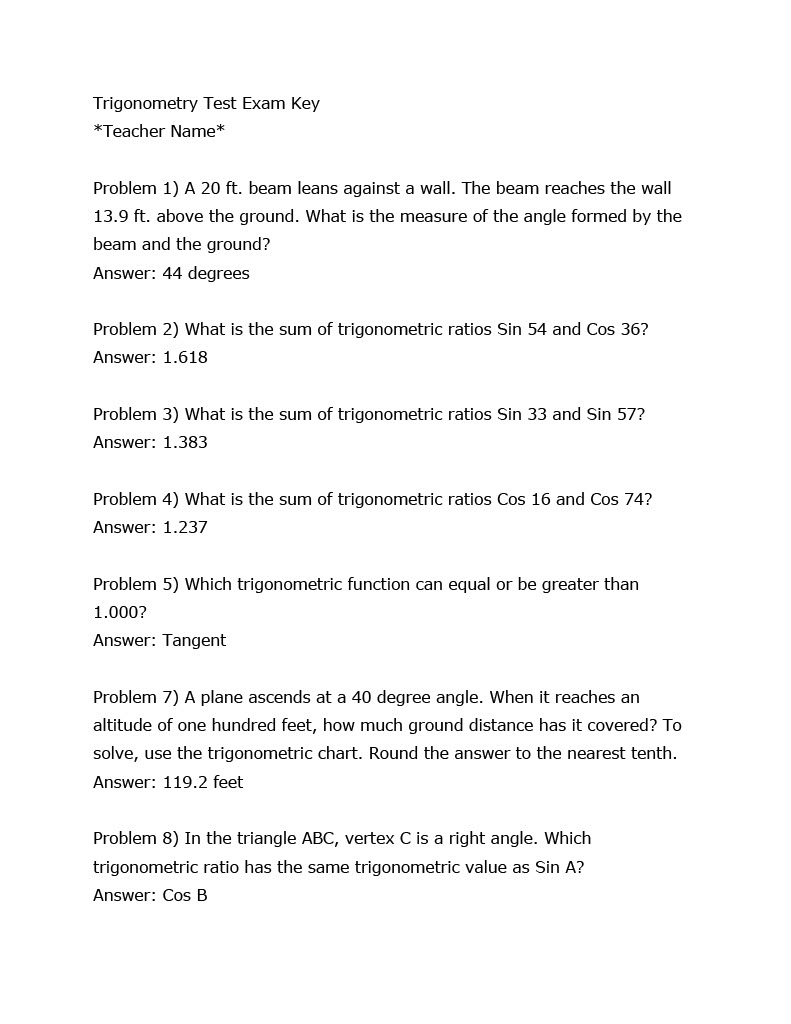 Trigonometry Test Exam Key
*Teacher Name*
Problem 1) A 20 ft. beam leans against a wall. The beam reaches the wall
13.9 ft. above the ground. What is the measure of the angle formed by the
beam and the ground?
Answer: 44 degrees
Problem 2) What is the sum of trigonometric ratios Sin 54 and Cos 36?
Answer: 1.618
Problem 3) What is the sum of trigonometric ratios Sin 33 and Sin 57?
Answer: 1.383
Problem 4) What is the sum of trigonometric ratios Cos 16 and Cos 74?
Answer: 1.237
Problem 5) Which trigonometric function can equal or be greater than
1.000?
Answer: Tangent
Problem 7) A plane ascends at a 40 degree angle. When it reaches an
altitude of one hundred feet, how much ground distance has it covered? To
solve, use the trigonometric chart. Round the answer to the nearest tenth.
Answer: 119.2 feet
Problem 8) In the triangle ABC, vertex C is a right angle. Which
trigonometric ratio has the same trigonometric value as Sin A?
Answer: Cos B